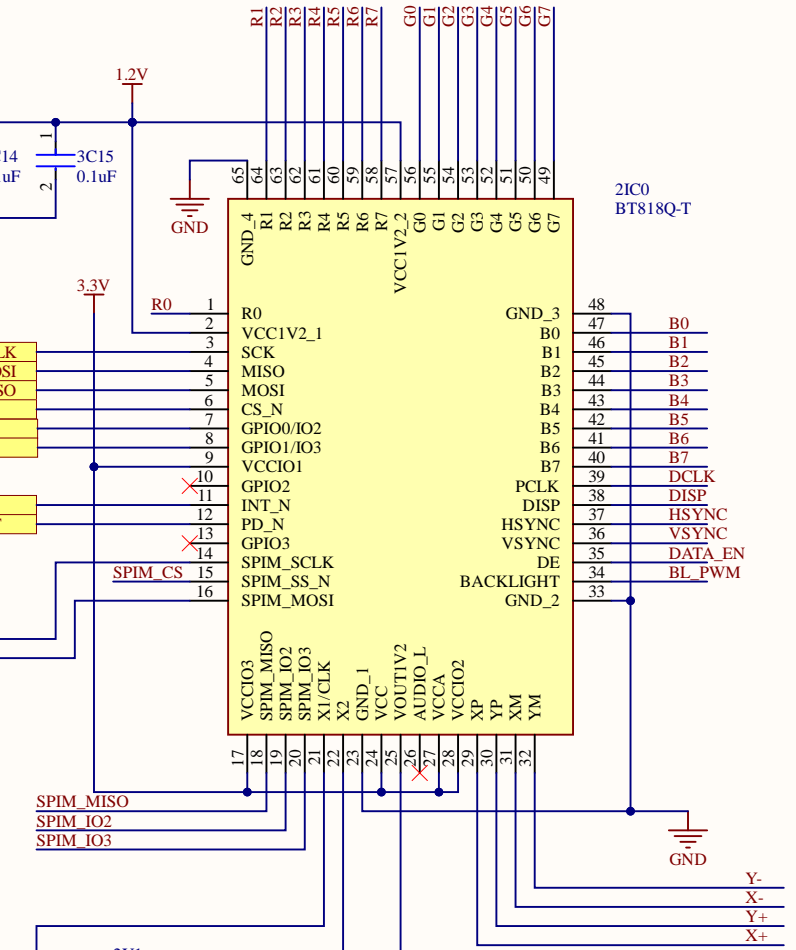 R1
R2
R3
R4
R5
R6
R7
G0
G1
G2
G3
G4
G5
G6
G7
1.2V
14
1
3C15
uF
2
0.1uF
65
64
63
62
61
60
59
58
57
56
55
54
53
52
51
50
49
2IC0
BT818Q-T
GND
GND_4
R1
R2
R3
R4
R5
R6
R7
VCC1V2_2
G0
G1
G2
G3
G4
G5
G6
G7
3.3V
R0 1 R0
2 VCC1V2_1
LK 3 SCK
OSI 4 MISO
SO 5 MOSI
6 CS_N
7 GPIO0/IO2
8 GPIO1/IO3
9 VCCIO1
10 GPIO2
11 INT_N
12 PD_N
13 GPIO3
14 SPIM_SCLK
SPIM_CS 15 SPIM_SS_N
16 SPIM_MOSI
GND_3 48
B0 47 B0
B1 46 B1
B2 45 B2
B3 44 B3
B4 43 B4
B5 42 B5
B6 41 B6
B7 40 B7
PCLK 39 DCLK
DISP 38 DISP
HSYNC 37 HSYNC
VSYNC 36 VSYNC
DE 35 DATA_EN
BACKLIGHT 34 BL_PWM
GND_2 33
VCCIO3
SPIM_MISO
SPIM_IO2
SPIM_IO3
X1/CLK
X2
GND_1
VCC
VOUT1V2
AUDIO_L
VCCA
VCCIO2
XP
YP
XM
YM
17
18
19
20
21
22
23
24
25
26
27
28
29
30
31
32
SPIM_MISO
SPIM_IO2
SPIM_IO3
GND
Y-
X-
Y+
X+